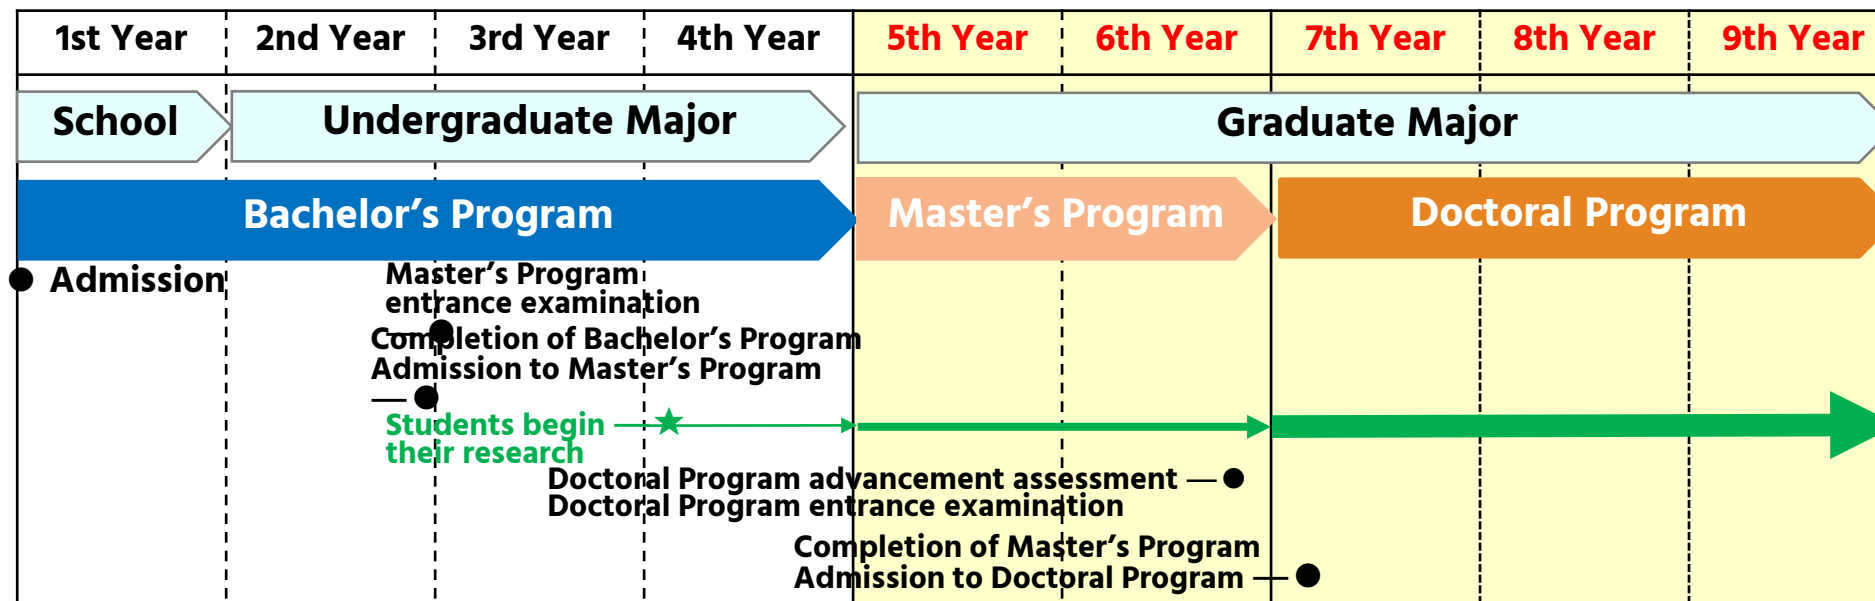 1st Year 2nd Year 3rd Year 4th Year 5th Year 6th Year 7th Year 8th Year 9th Year
School Undergraduate Major Graduate Major
Bachelor’s Program Master’s Program Doctoral Program
Admission
Master’s Program
entrance examination
Completion of Bachelor’s Program
Admission to Master’s Program
Students begin
their research
Doctoral Program advancement assessment
Doctoral Program entrance examination
Completion of Master’s Program
Admission to Doctoral Program